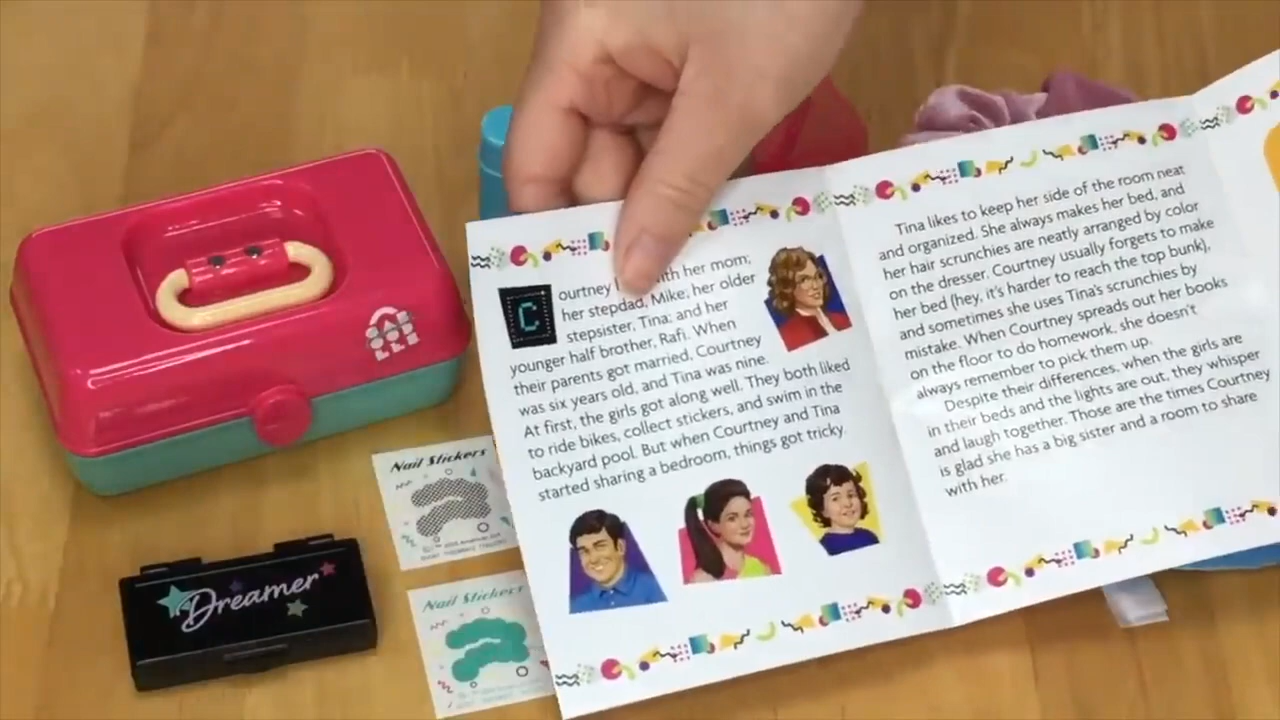 Courtney with her mom;
her stepdad, Mike, her older
stepsister, Tina; and her
younger half brother, Rafi. When
their parents got married, Courtney
was six years old, and Tina was nine.
At first, the girls got along well. They both liked
to ride bikes, collect stickers, and swim in the
backyard pool. But when Courtney and Tina
started sharing a bedroom, things got tricky.
Tina likes to keep her side of the room neat
and organized. She always makes her bed, and
her hair scrunchies are neatly arranged by color
on the dresser. Courtney usually forgets to make
her bed (hey, it's harder to reach the top bunk),
and sometimes she uses Tina's scrunchies by
mistake. When Courtney spreads out her books
on the floor to do homework, she doesn't
always remember to pick them up.
Despite their differences, when the girls are
in their beds and the lights are out, they whisper
and laugh together. Those are the times Courtney
is glad she has a big sister and a room to share
with her.
Nail Stickers
Nail Stickers
Dreamer